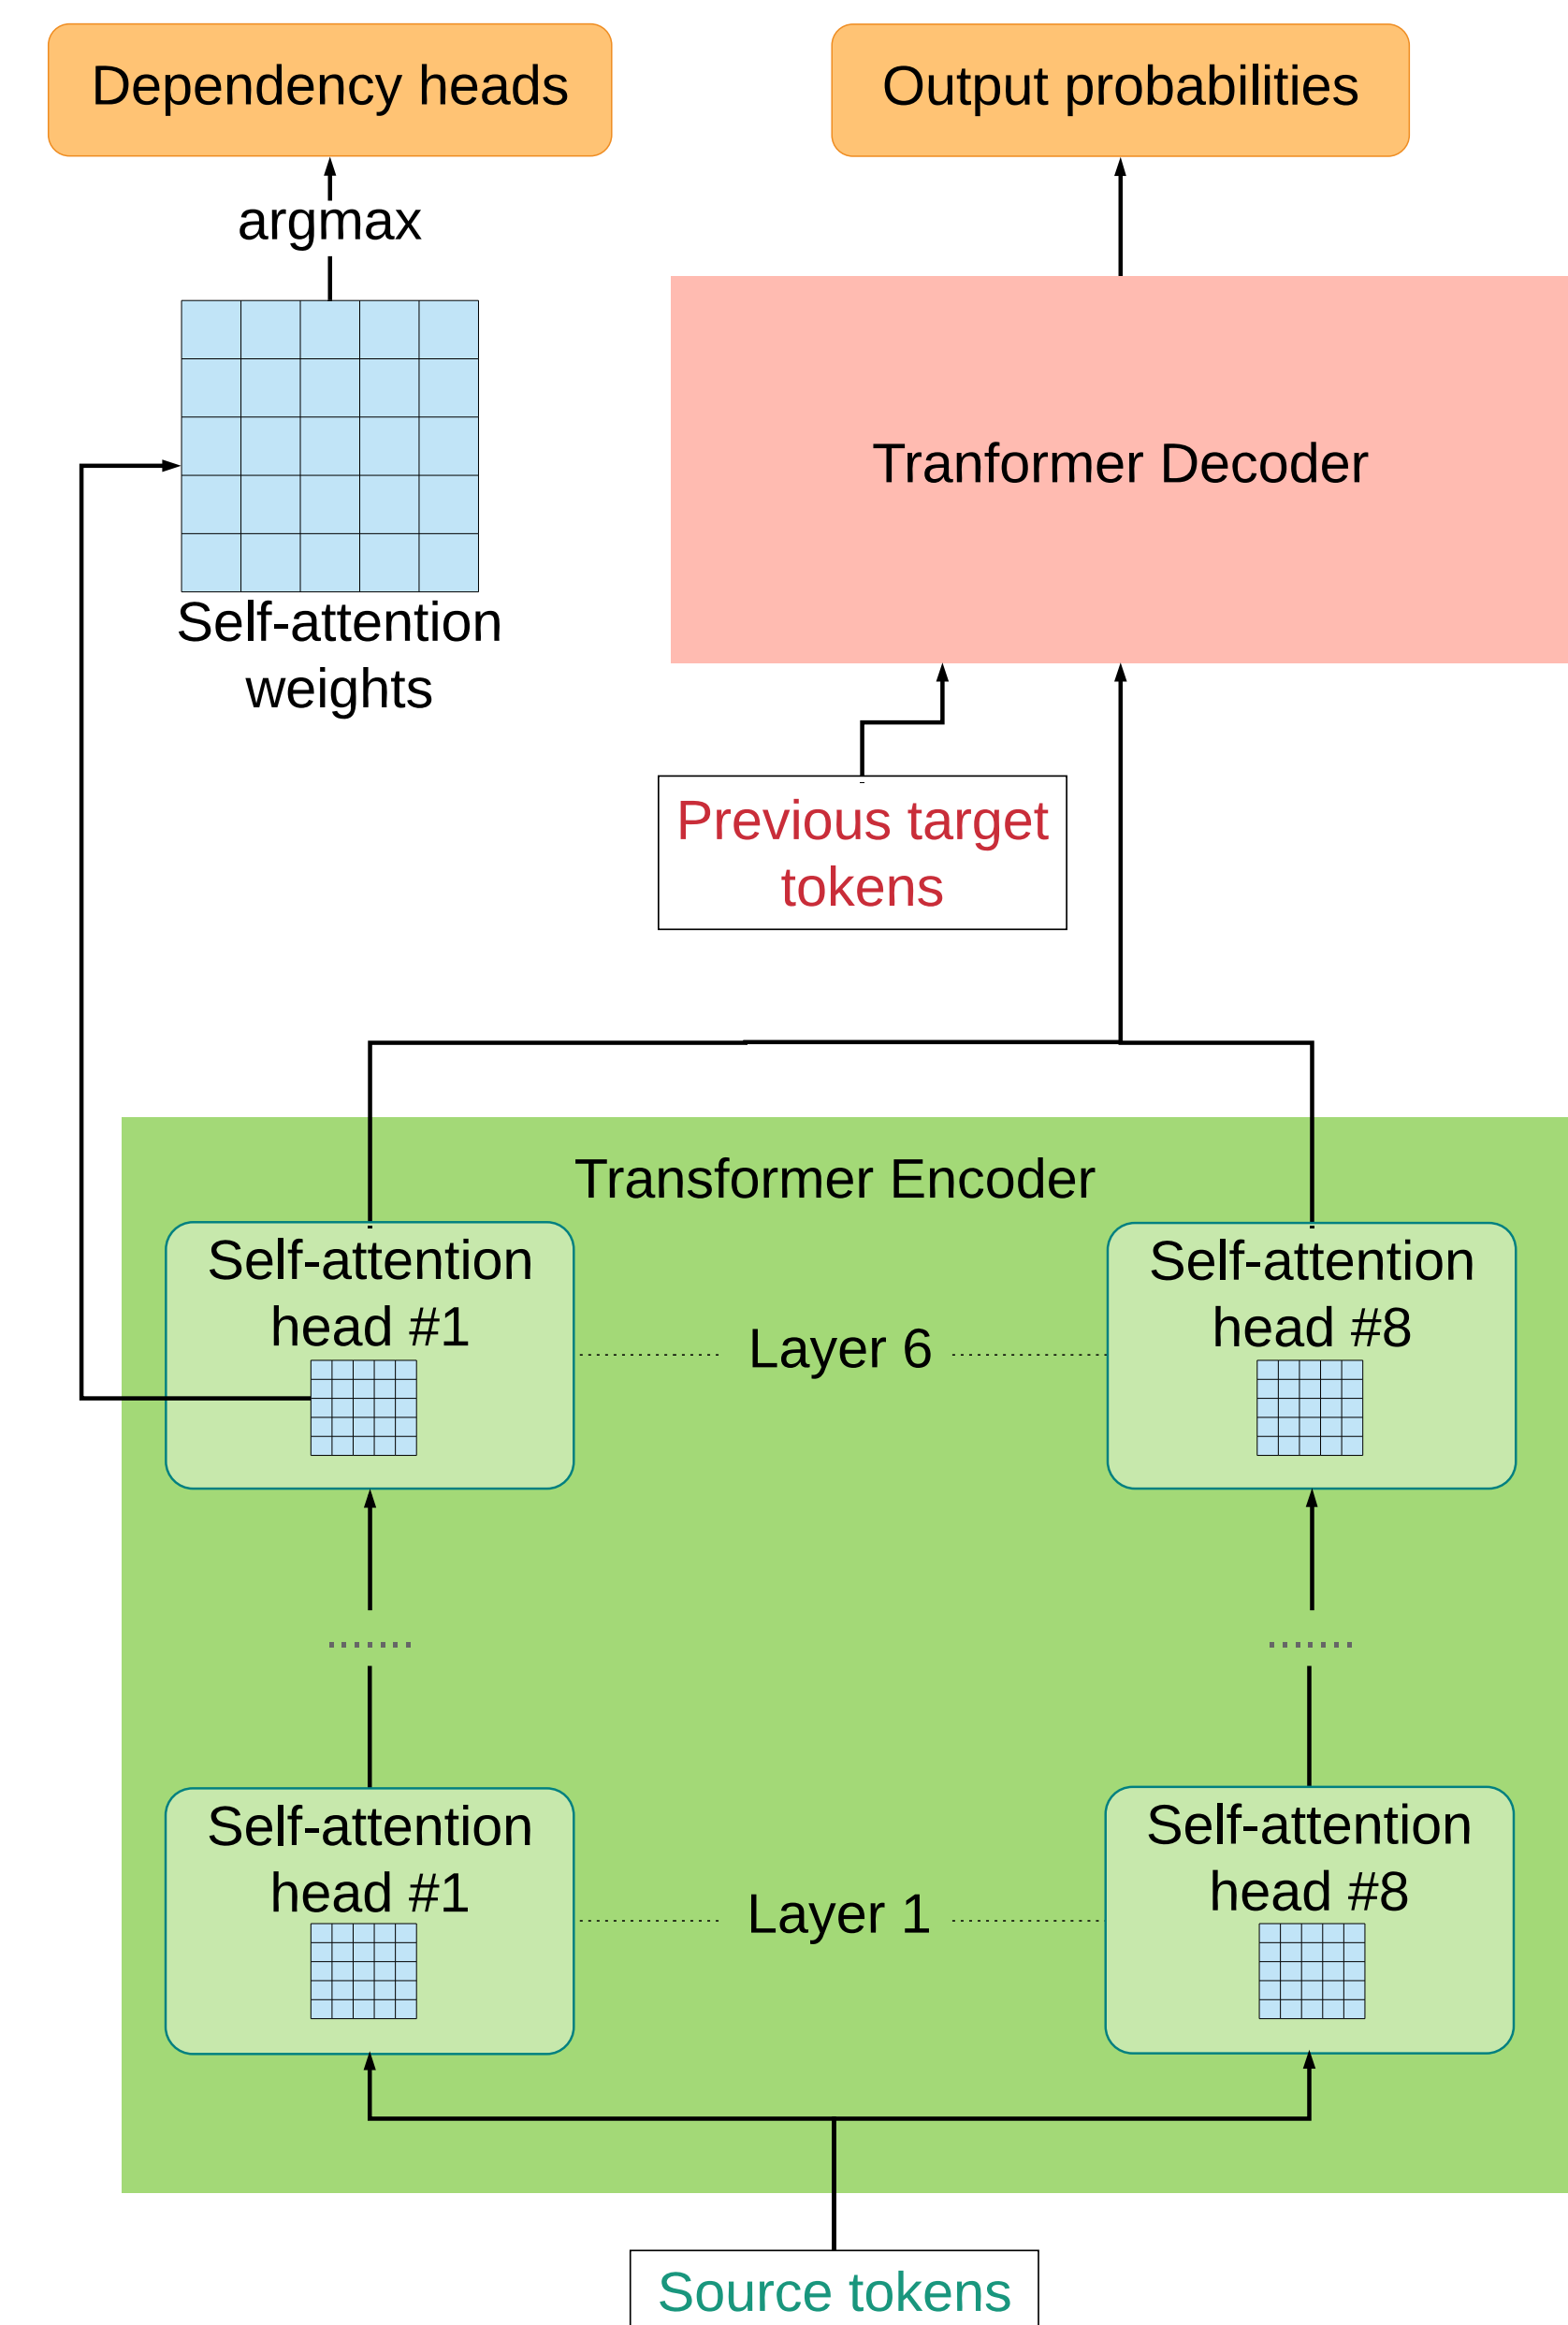 Dependency heads
Output probabilities
argmax
Tranformer Decoder
Self-attention
weights
Previous target
tokens
Transformer Encoder
Self-attention
head #1
Layer 6
Self-attention
head #8
Self-attention
head #1
Layer 1
Self-attention
head #8
Source tokens